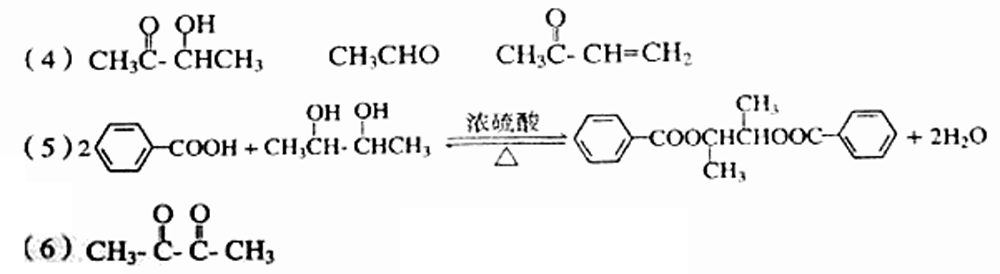 O OH O
(4) CH₃C-CHCH₃ CH₃CHO CH₃C-CH=CH₂
OH OH 浓硫酸 CH₃
(5)2 COOH+CH₃CH-CHCH₃ ⇌ COOCHCHOOC + 2H₂O
△ CH₃
O O
(6) CH₃-C-C-CH₃